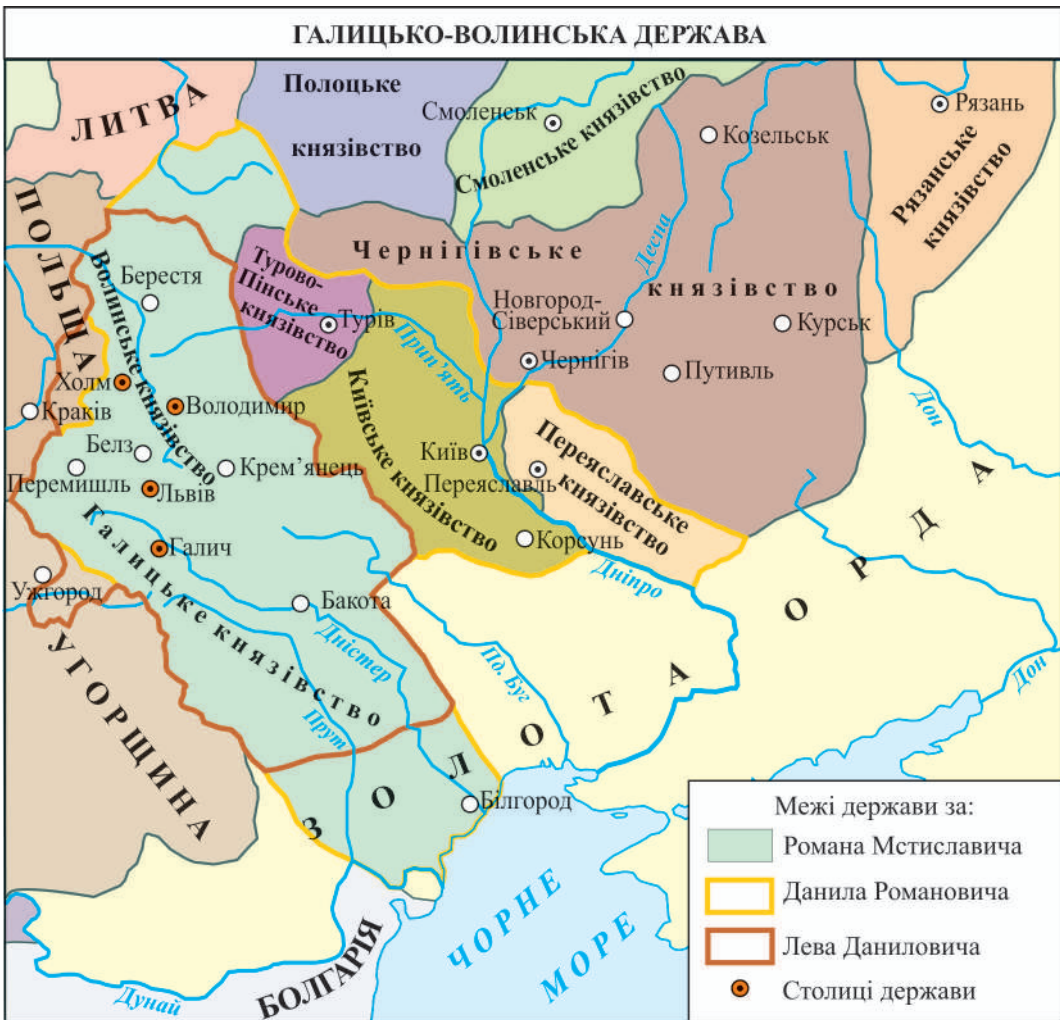 ГАЛИЦЬКО-ВОЛИНСЬКА ДЕРЖАВА
ЛИТВА
Полоцьке
князівство
Смоленськ
Смоленське князівство
Козельськ
Рязань
Рязанське
князівство
ПОЛЬЩА
Волинське князівство
Берестя
Турово-
Пінське
князівство
Турів
Чернігівське
князівство
Десна
Новгород-
Сіверський
Курськ
Чернігів
Путивль
Прип’ять
Холм
Володимир
Краків
Белз
Перемишль
Крем’янець
Львів
Київське
князівство
Київ
Переяславль
Переяславське
князівство
Корсунь
Дніпро
Дон
Галич
Галицьке князівство
Ужгород
Бакота
Дністер
Прут
Пд. Буг
УГОРЩИНА
ЗОЛОТА ОРДА
Дон
Білгород
ЧОРНЕ
МОРЕ
БОЛГАРІЯ
Дунай
Межі держави за:
Романа Мстиславича
Данила Романовича
Лева Даниловича
Столиці держави